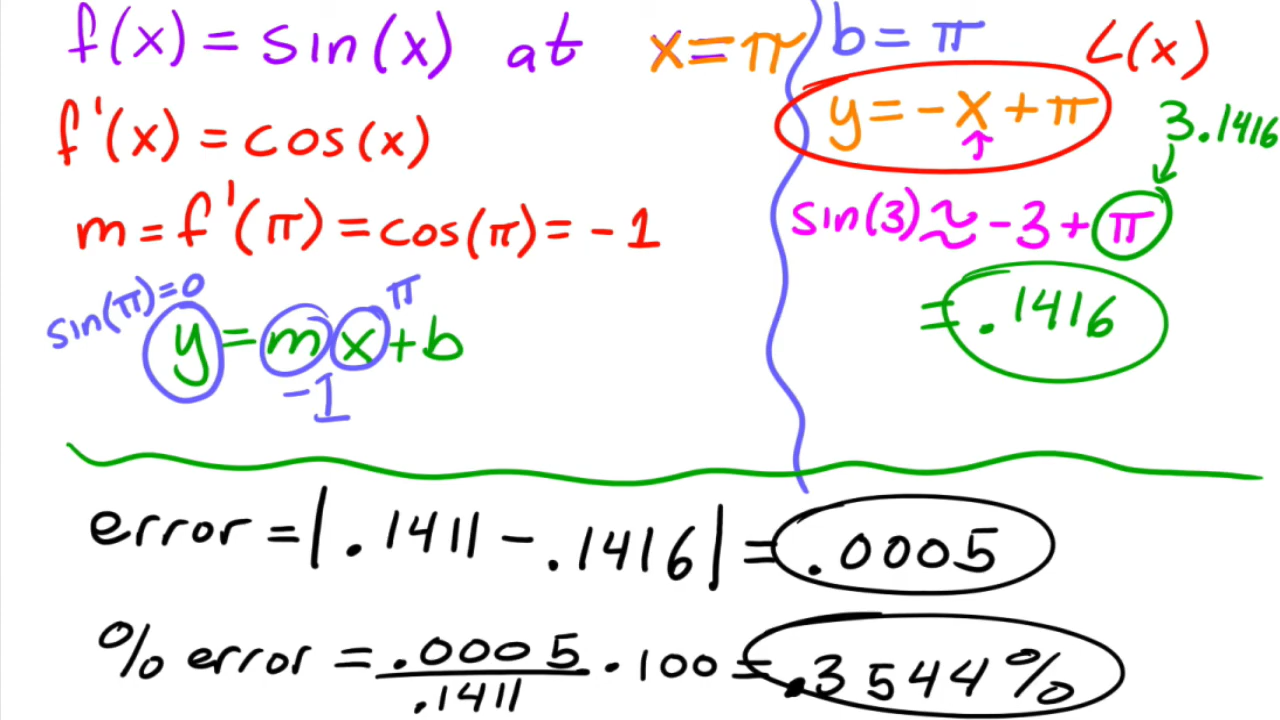 f(x) = sin(x) at x=π
f'(x) = cos(x)
m = f'(π) = cos(π) = -1
sin(π)=0
π
y = mx+b
-1
b = π
L(x)
y = -x + π
↑
3.1416
sin(3) ≈ -3 + π
= .1416
error = |.1411 - .1416| = .0005
% error = .0005/.1411 · 100 = .3544%